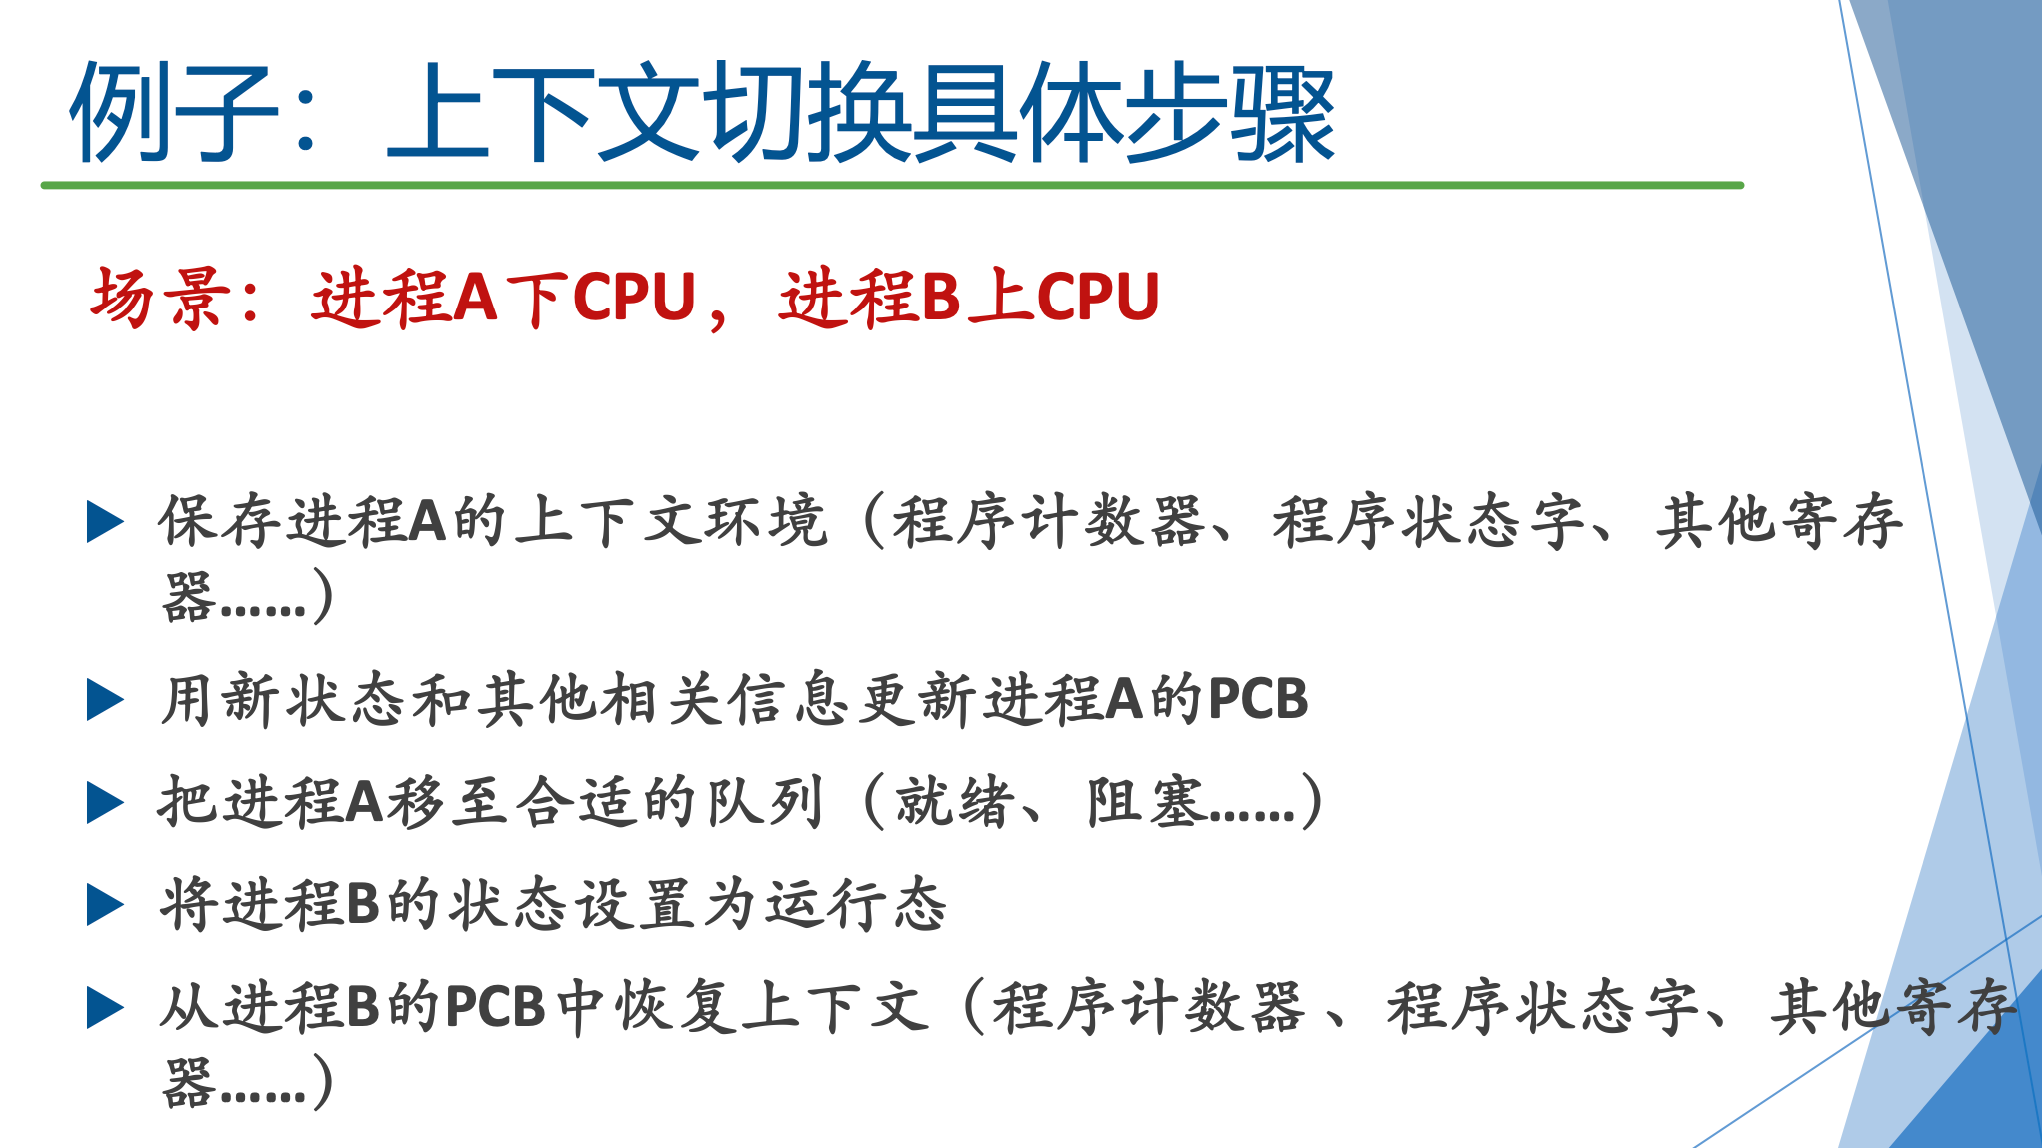 例子：上下文切换具体步骤
场景：进程A下CPU，进程B上CPU
保存进程A的上下文环境（程序计数器、程序状态字、其他寄存
器……）
用新状态和其他相关信息更新进程A的PCB
把进程A移至合适的队列（就绪、阻塞……）
将进程B的状态设置为运行态
从进程B的PCB中恢复上下文（程序计数器 、程序状态字、其他寄存
器……）